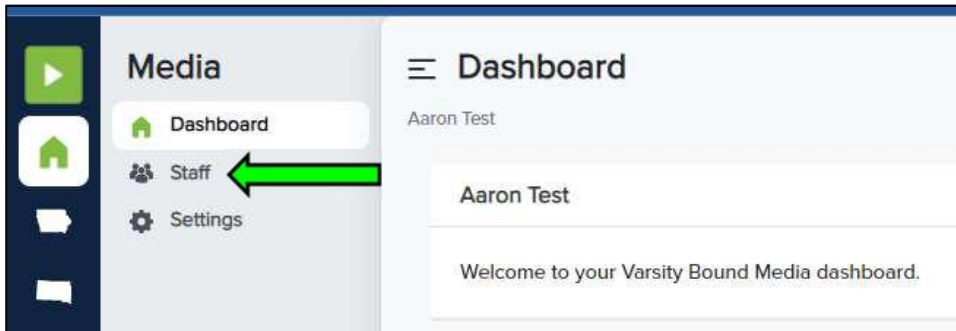 Media
Dashboard
Staff
Settings
Dashboard
Aaron Test
Aaron Test
Welcome to your Varsity Bound Media dashboard.